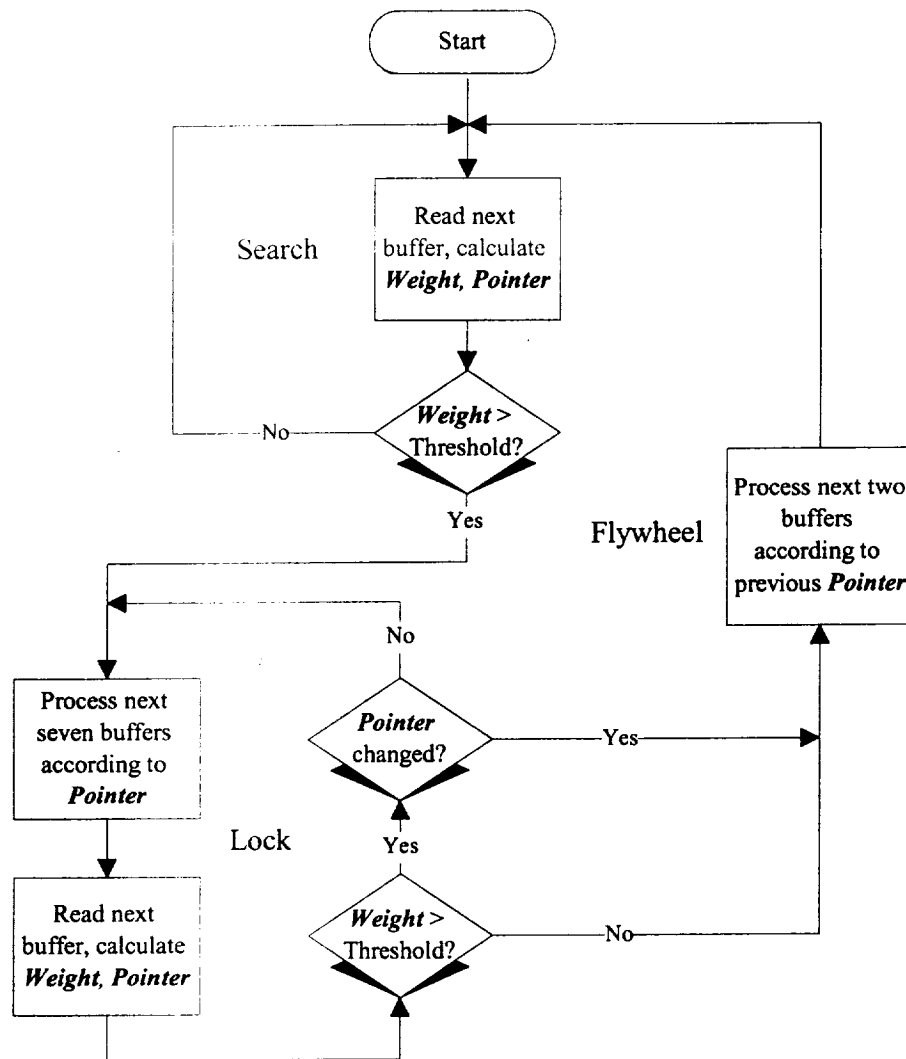 Start
Search
Read next
buffer, calculate
Weight, Pointer
Weight >
Threshold?
No
Yes
Flywheel
Process next two
buffers
according to
previous Pointer
No
Process next
seven buffers
according to
Pointer
Pointer
changed?
Yes
Lock
Yes
Read next
buffer, calculate
Weight, Pointer
Weight >
Threshold?
No